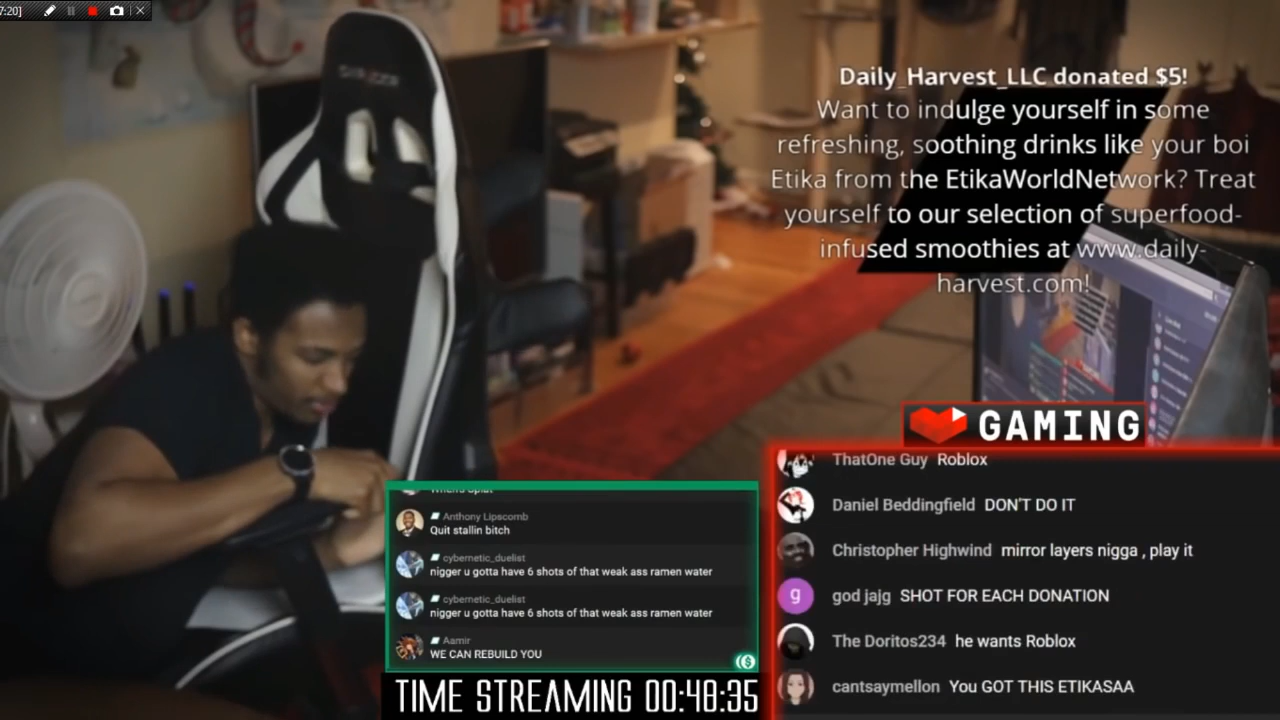 7:20]
Daily_Harvest_LLC donated $5!
Want to indulge yourself in some
refreshing, soothing drinks like your boi
Etika from the EtikaWorldNetwork? Treat
yourself to our selection of superfood-
infused smoothies at www.daily-
harvest.com!
GAMING
ThatOne Guy Roblox
Daniel Beddingfield DON'T DO IT
Christopher Highwind mirror layers nigga , play it
god jajg SHOT FOR EACH DONATION
g
The Doritos234 he wants Roblox
cantsaymellon You GOT THIS ETIKASAA
Anthony Lipscomb
Quit stallin bitch
cybernetic_duelist
nigger u gotta have 6 shots of that weak ass ramen water
cybernetic_duelist
nigger u gotta have 6 shots of that weak ass ramen water
Aamir
WE CAN REBUILD YOU
TIME STREAMING 00:48:35